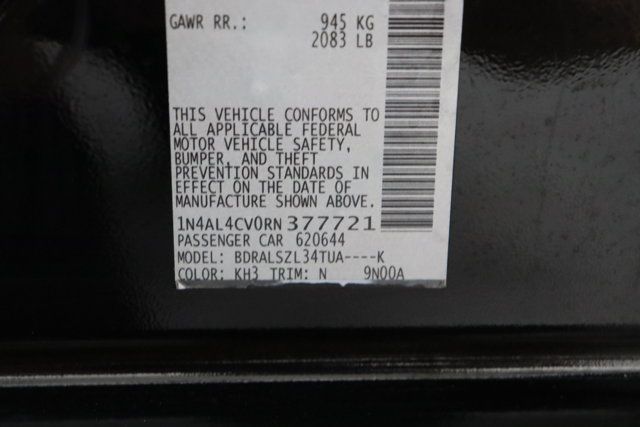 GAWR RR.: 945 KG
2083 LB
THIS VEHICLE CONFORMS TO
ALL APPLICABLE FEDERAL
MOTOR VEHICLE SAFETY,
BUMPER, AND THEFT
PREVENTION STANDARDS IN
EFFECT ON THE DATE OF
MANUFACTURE SHOWN ABOVE.
1N4AL4CV0RN377721
PASSENGER CAR 620644
MODEL: BDRALSZL34TUA----K
COLOR: KH3 TRIM: N 9N00A